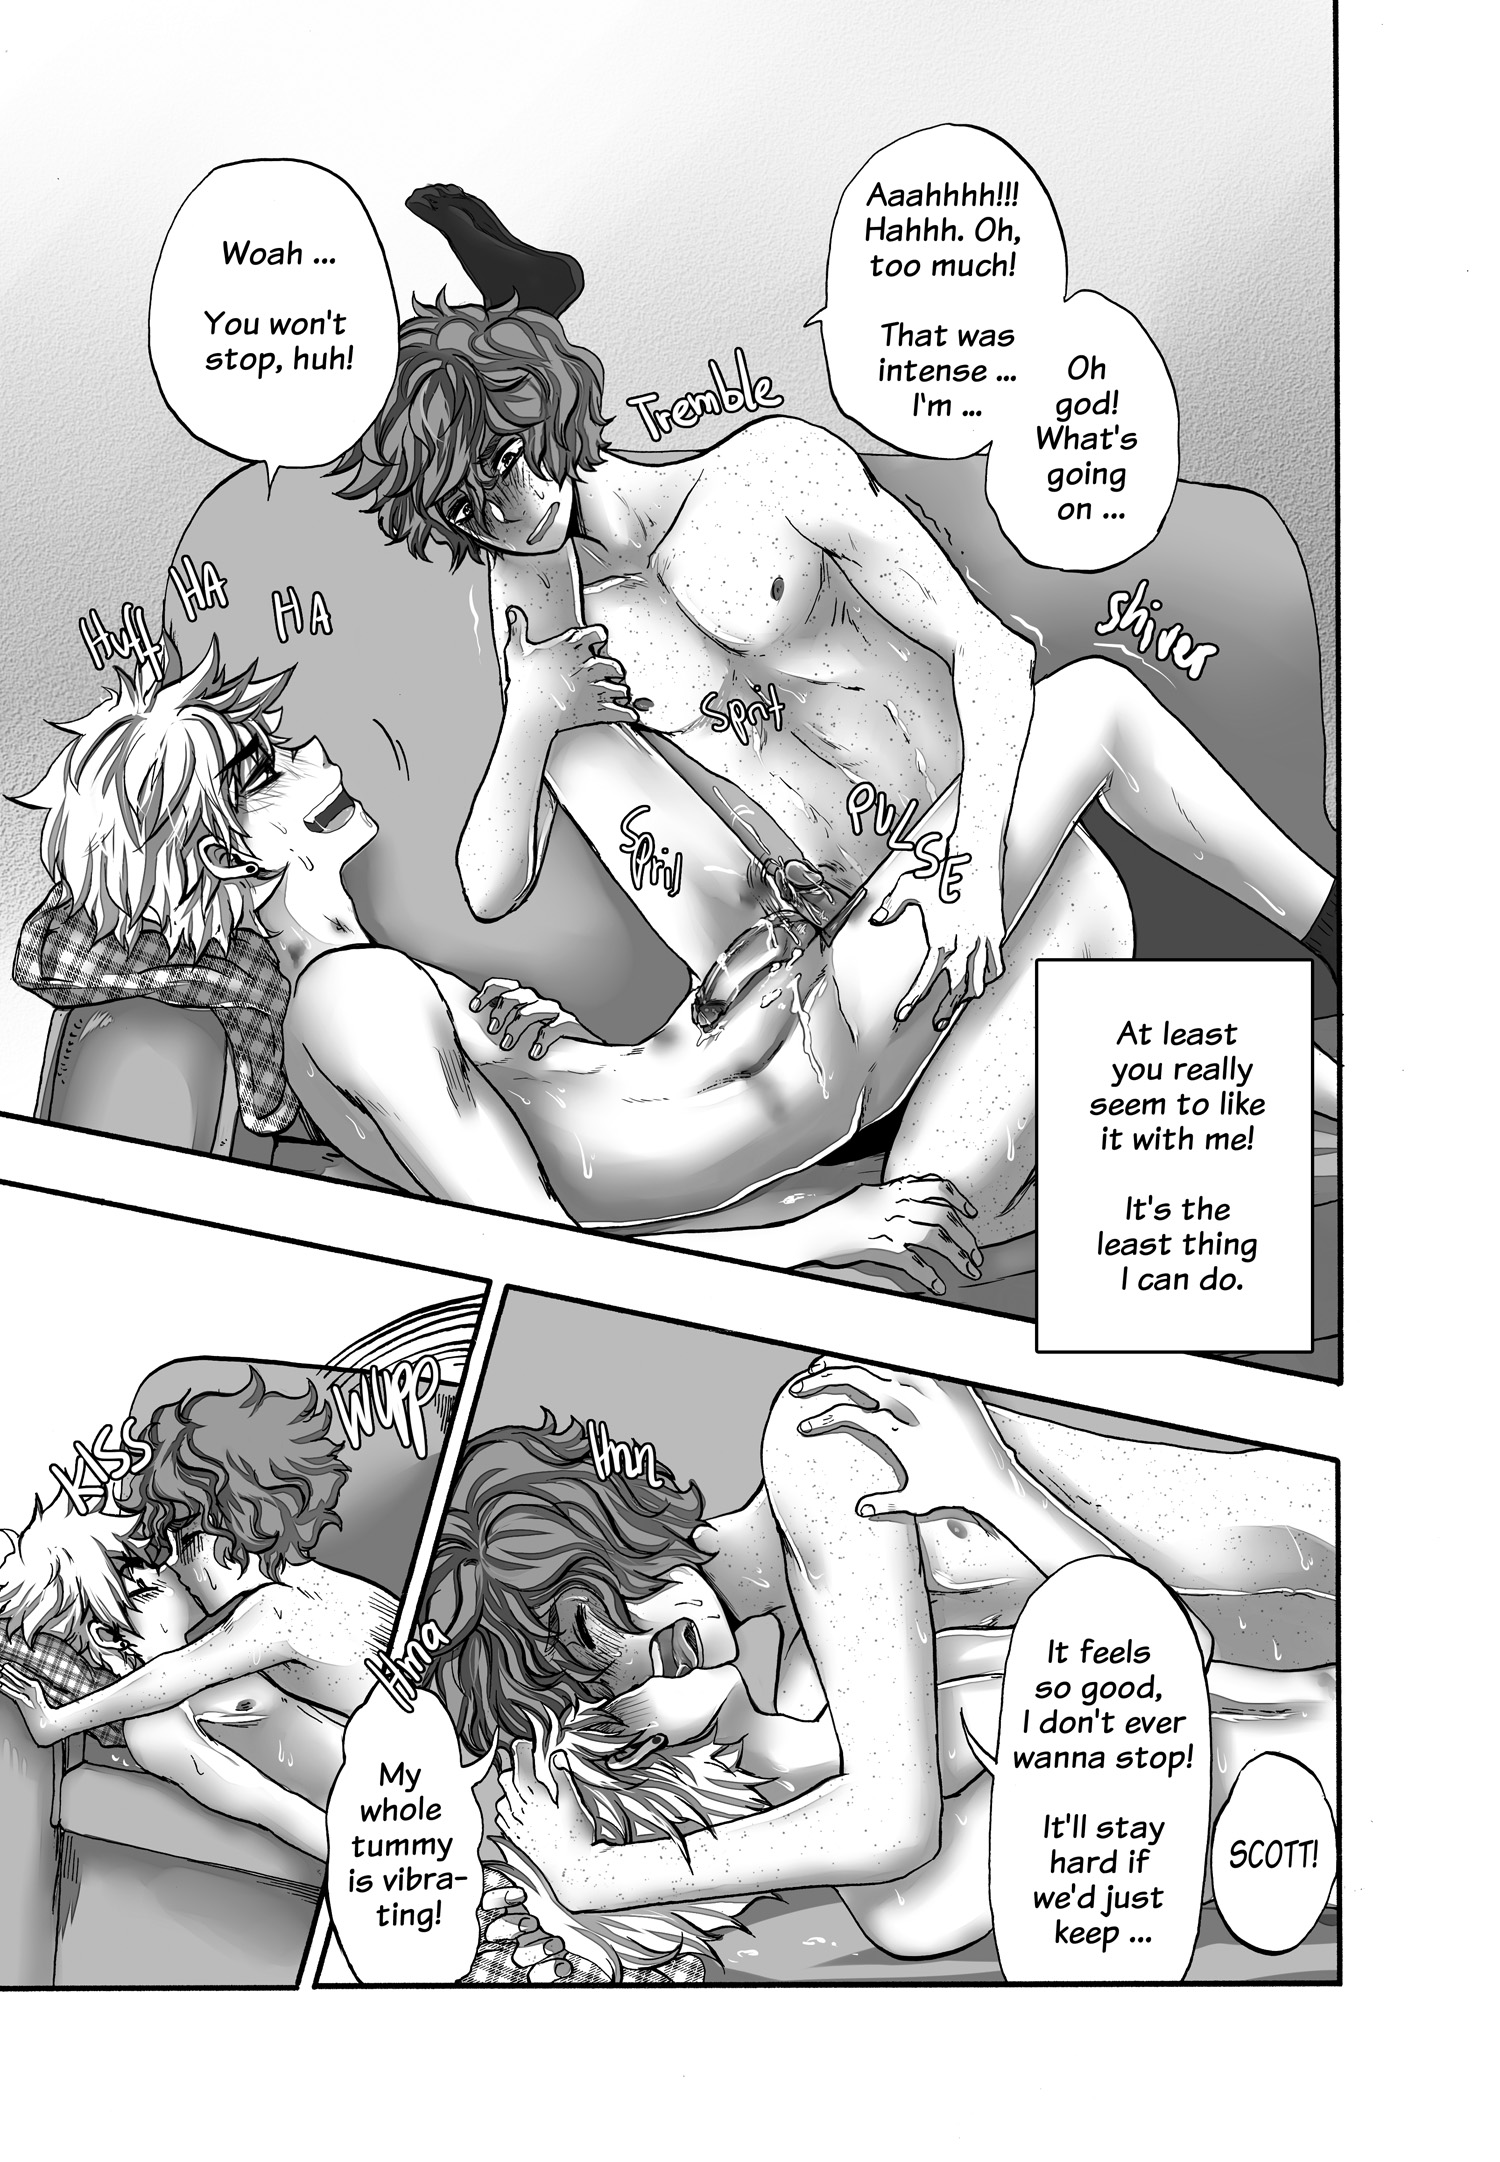 Woah ...
You won't
stop, huh!
Aaahhhh!!!
Hahhh. Oh,
too much!
That was
intense ...
I'm ...
Oh
god!
What's
going
on ...
Tremble
Huff
HA
HA
Shiver
Sprit
Sprit
PULSE
At least
you really
seem to like
it with me!
It's the
least thing
I can do.
KISS
WUPP
Hnn
Hma
My
whole
tummy
is vibra-
ting!
It feels
so good,
I don't ever
wanna stop!
It'll stay
hard if
we'd just
keep ...
SCOTT!